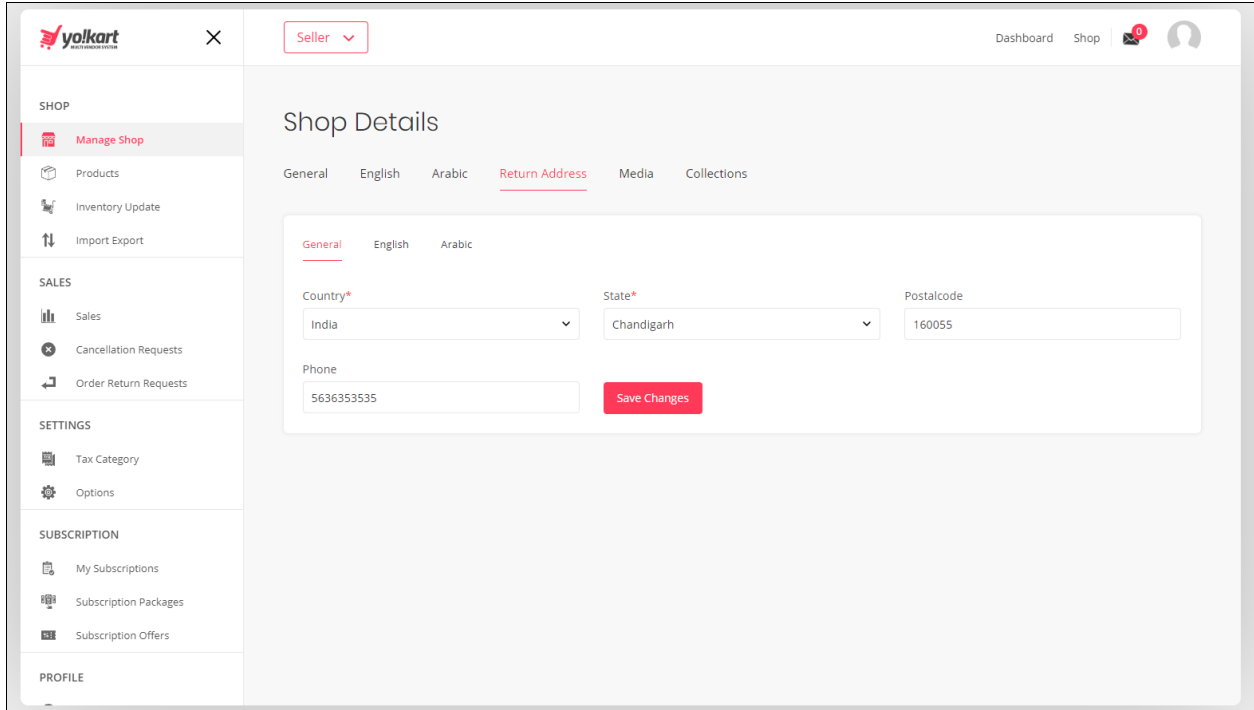 yo!kart
MULTI VENDOR SYSTEM
Seller
Dashboard Shop 0
SHOP
Manage Shop
Products
Inventory Update
Import Export
SALES
Sales
Cancellation Requests
Order Return Requests
SETTINGS
Tax Category
Options
SUBSCRIPTION
My Subscriptions
Subscription Packages
Subscription Offers
PROFILE
Shop Details
General English Arabic Return Address Media Collections
General English Arabic
Country* State* Postalcode
India Chandigarh 160055
Phone
5636353535 Save Changes